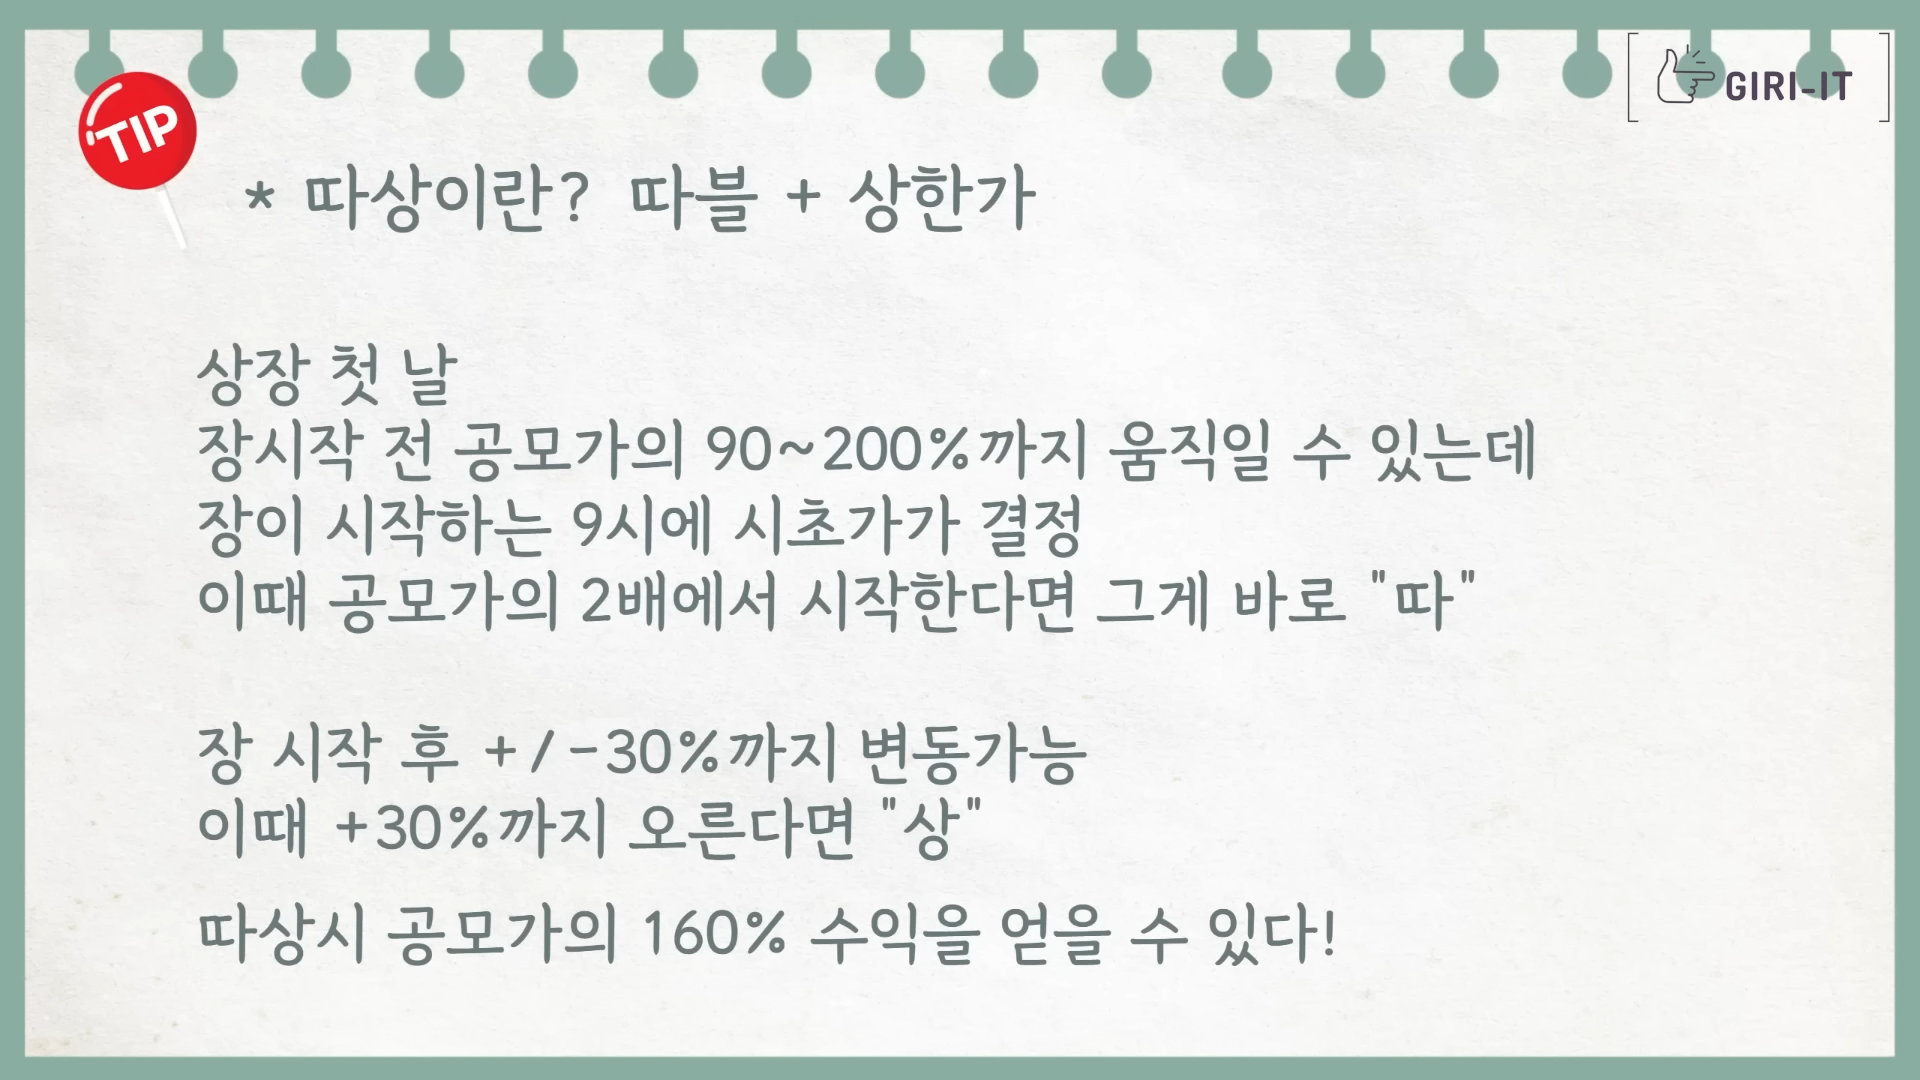 TIP
GIRI-IT
* 따상이란? 따블 + 상한가
상장 첫 날
장시작 전 공모가의 90~200%까지 움직일 수 있는데
장이 시작하는 9시에 시초가가 결정
이때 공모가의 2배에서 시작한다면 그게 바로 "따"
장 시작 후 +/-30%까지 변동가능
이때 +30%까지 오른다면 "상"
따상시 공모가의 160% 수익을 얻을 수 있다!